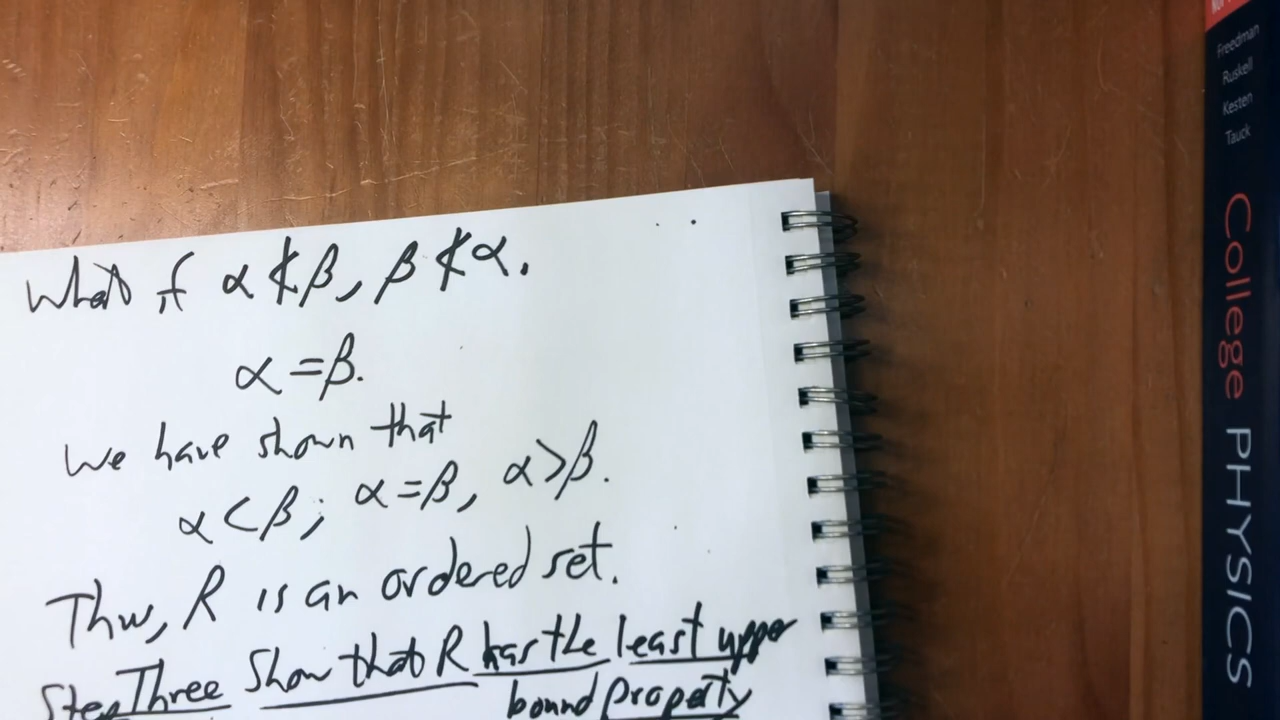 What if α ≮ β, β ≮ α.
α = β.
We have shown that
α < β; α = β, α > β.
Thus, R is an ordered set.
Step Three Show that R has the least upper
bound property
Freedman
Ruskell
Kesten
Tauck
College PHYSICS